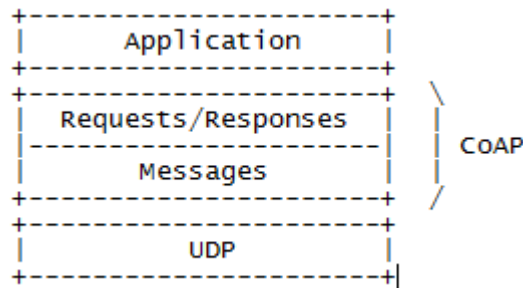 Application
Requests/Responses
CoAP
Messages
UDP